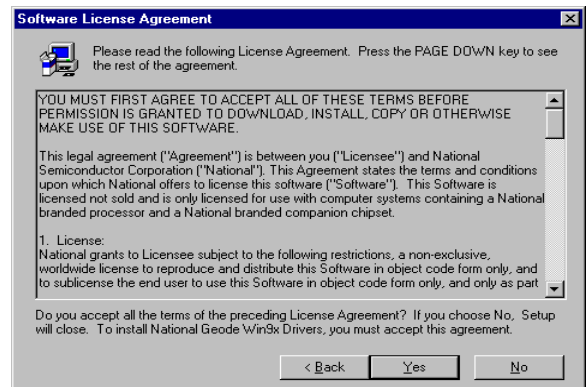 Software License Agreement
Please read the following License Agreement. Press the PAGE DOWN key to see
the rest of the agreement.
YOU MUST FIRST AGREE TO ACCEPT ALL OF THESE TERMS BEFORE
PERMISSION IS GRANTED TO DOWNLOAD, INSTALL, COPY OR OTHERWISE
MAKE USE OF THIS SOFTWARE.
This legal agreement ("Agreement") is between you ("Licensee") and National
Semiconductor Corporation ("National"). This Agreement states the terms and conditions
upon which National offers to license this software ("Software"). This Software is
licensed not sold and is only licensed for use with computer systems containing a National
branded processor and a National branded companion chipset.
1. License:
National grants to Licensee subject to the following restrictions, a non-exclusive,
worldwide license to reproduce and distribute this Software in object code form only, and
to sublicense the end user to use this Software in object code form only, and only as part
Do you accept all the terms of the preceding License Agreement? If you choose No, Setup
will close. To install National Geode Win9x Drivers, you must accept this agreement.
< Back Yes No